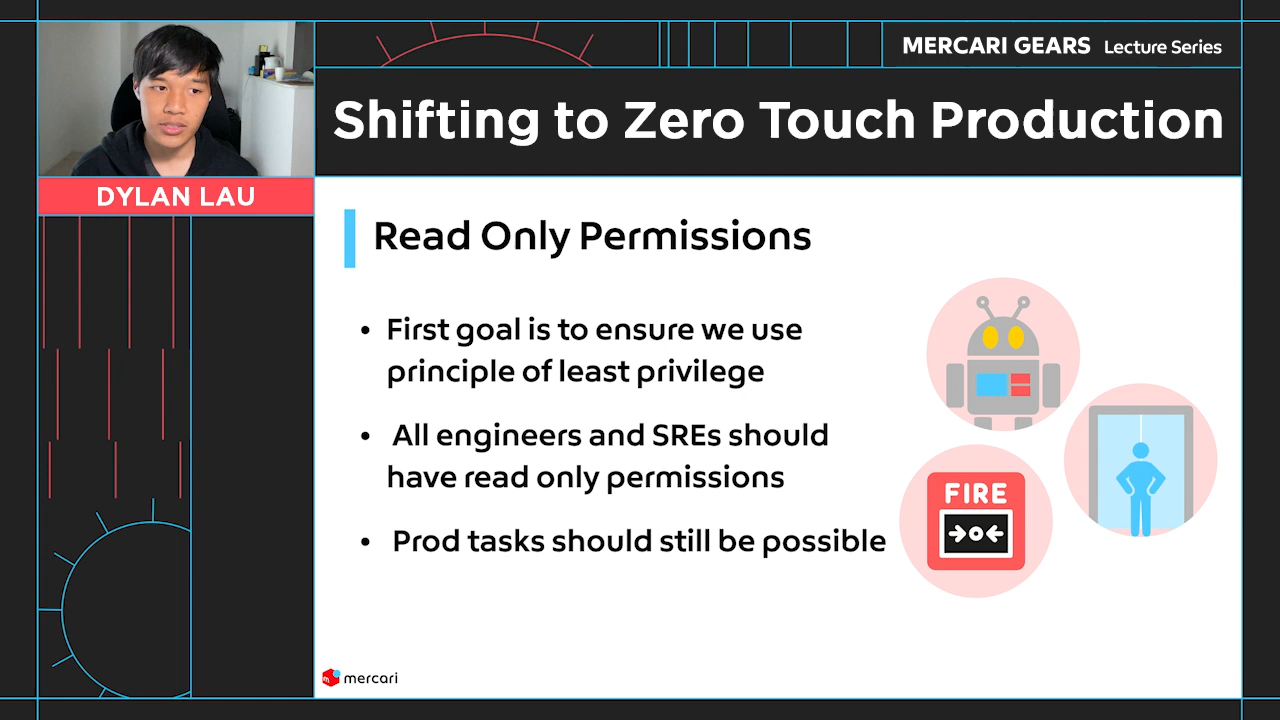 MERCARI GEARS Lecture Series
Shifting to Zero Touch Production
DYLAN LAU
Read Only Permissions
• First goal is to ensure we use
principle of least privilege
• All engineers and SREs should
have read only permissions
• Prod tasks should still be possible
FIRE
mercari